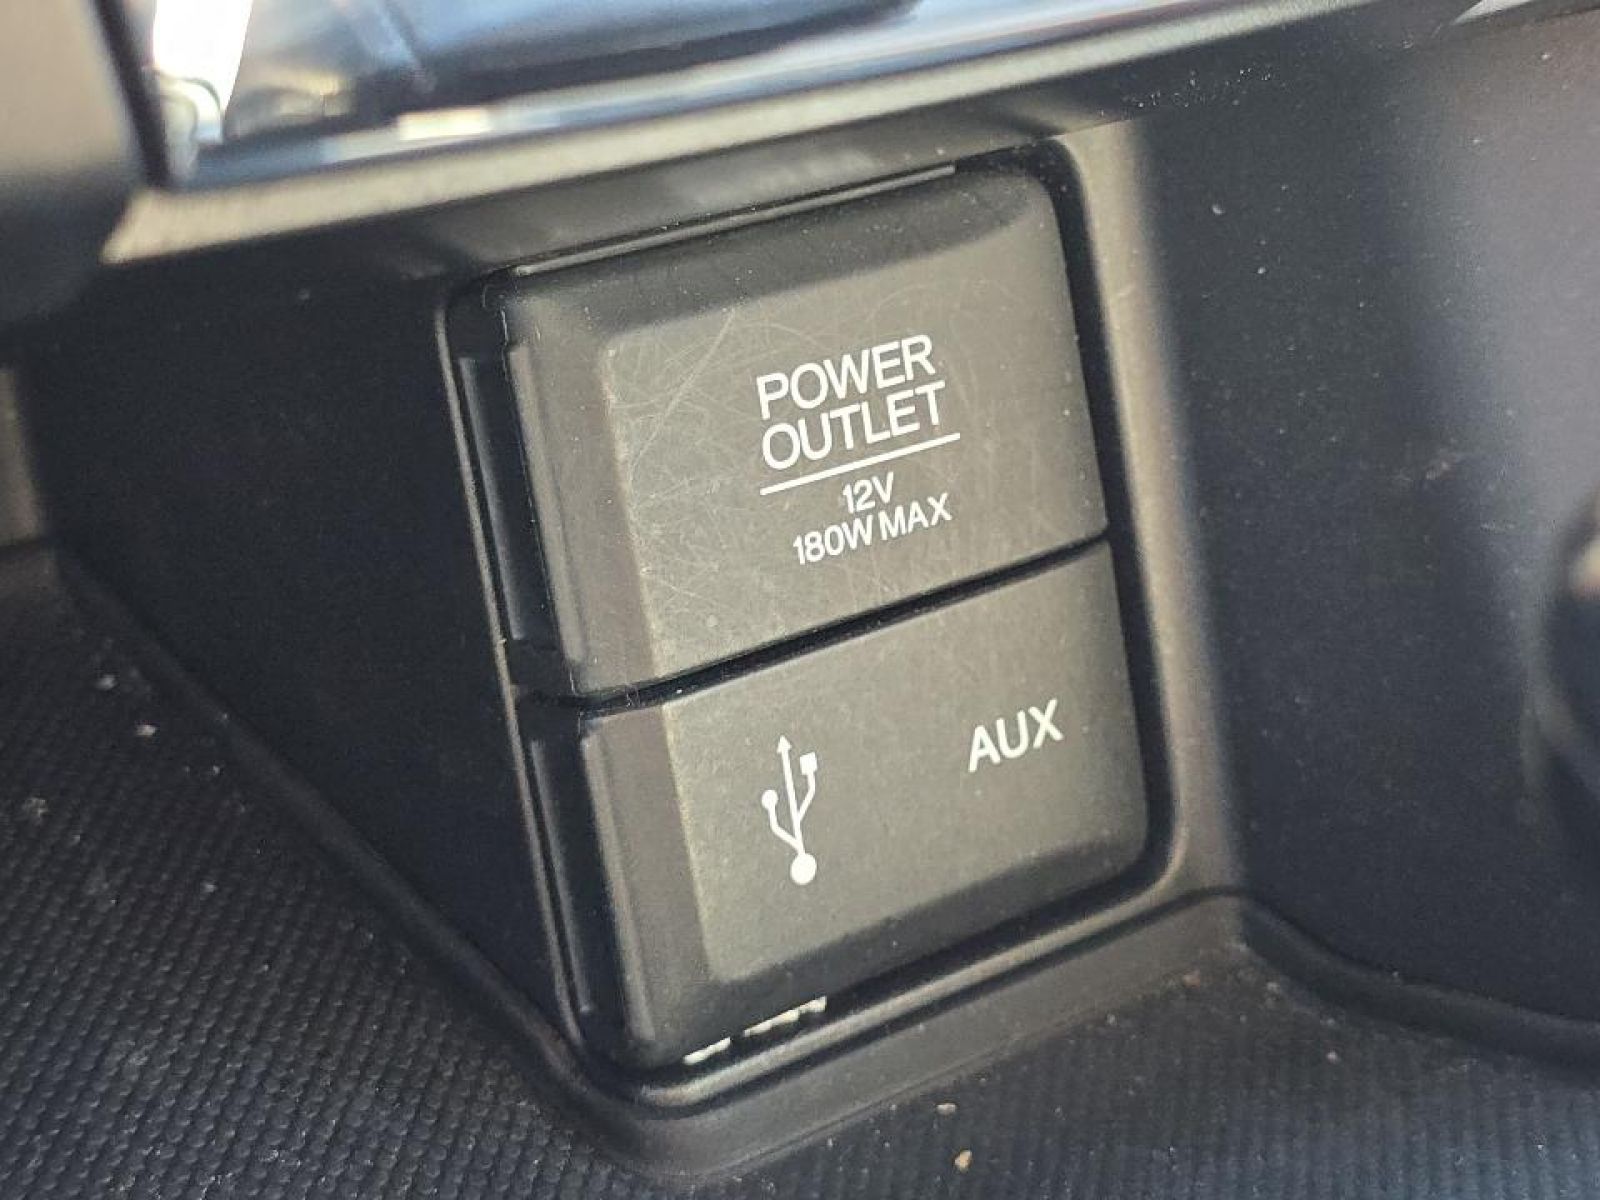 POWER
OUTLET
12V
180W MAX
AUX